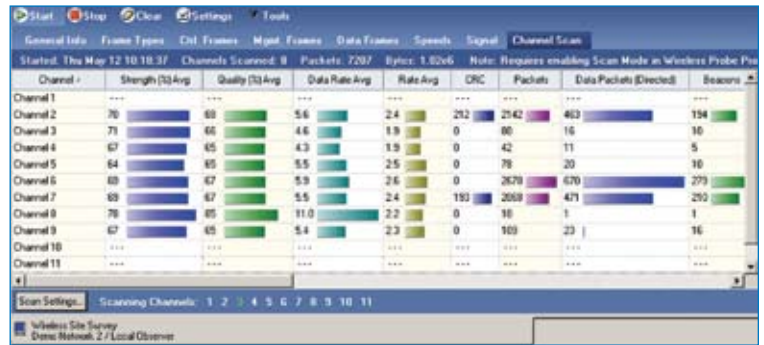 Start Stop Clear Settings Tools
General Info Frame Types Ctrl. Frames Mgmt. Frames Data Frames Speeds Signal Channel Scan
Started: Thu May 12 10:18:37 Channels Scanned: 8 Packets: 7207 Bytes: 1.02e6 Note: Requires enabling Scan Mode in Wireless Probe Pro
Channel Strength (%) Avg Quality (%) Avg Data Rate Avg Rate Avg CRC Packets Data Packets (Directed) Beacons
Channel 1 --- --- --- --- --- --- --- ---
Channel 2 70 68 5.6 2.4 212 2142 463 194
Channel 3 71 66 4.6 1.9 0 88 16 10
Channel 4 67 65 4.3 1.9 0 42 11 5
Channel 5 64 65 5.5 2.5 0 78 20 10
Channel 6 69 67 5.9 2.6 0 2678 670 279
Channel 7 69 67 5.5 2.4 193 2068 471 293
Channel 8 78 85 11.0 2.2 0 10 1 1
Channel 9 67 65 5.4 2.3 0 109 23 16
Channel 10 --- --- --- --- --- --- --- ---
Channel 11 --- --- --- --- --- --- --- ---
Scan Settings... Scanning Channels: 1 2 3 4 5 6 7 8 9 10 11
Wireless Site Survey
Demo Network 2 / Local Observer